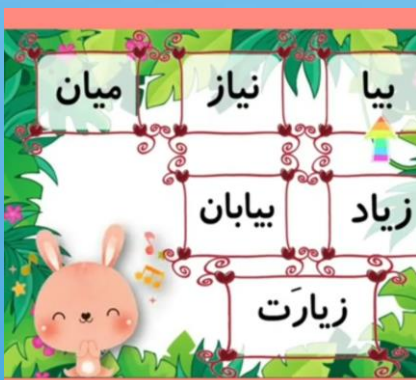 بیا نیاز میان
زیاد بیابان
زیارَت